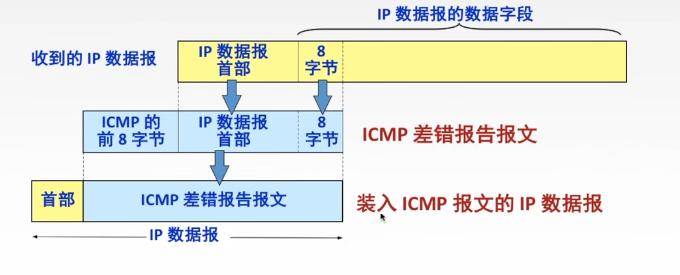 IP 数据报的数据字段
收到的 IP 数据报
IP 数据报
首部
8
字节
ICMP 的
前 8 字节
IP 数据报
首部
8
字节
ICMP 差错报告报文
首部
ICMP 差错报告报文
装入 ICMP 报文的 IP 数据报
IP 数据报